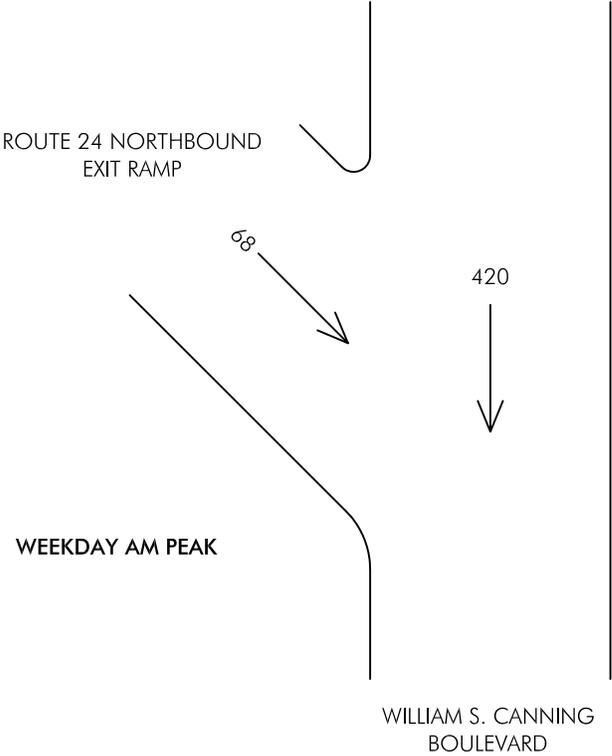 ROUTE 24 NORTHBOUND
EXIT RAMP
68
420
WEEKDAY AM PEAK
WILLIAM S. CANNING
BOULEVARD